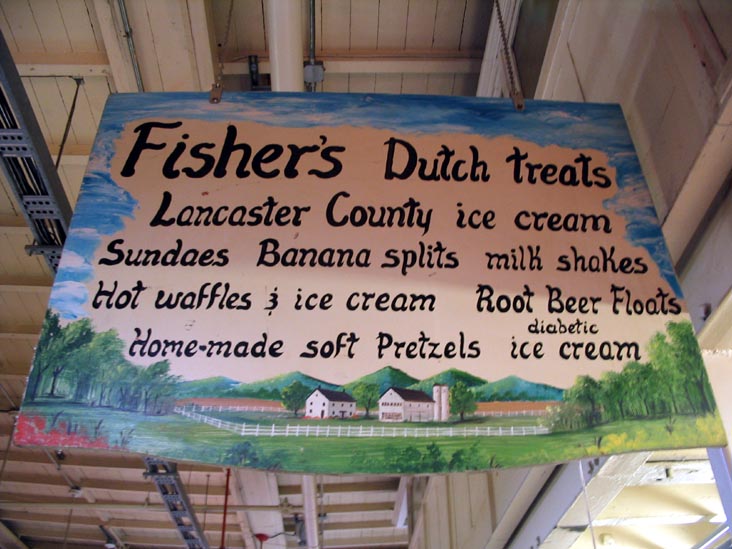 Fisher's Dutch treats
Lancaster County ice cream
Sundaes Banana splits milk shakes
Hot waffles & ice cream Root Beer Floats
Home-made soft Pretzels diabetic ice cream